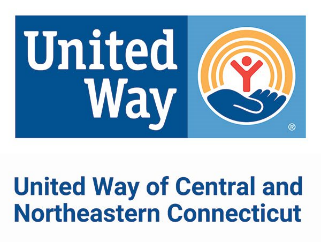 United
Way
®
United Way of Central and
Northeastern Connecticut